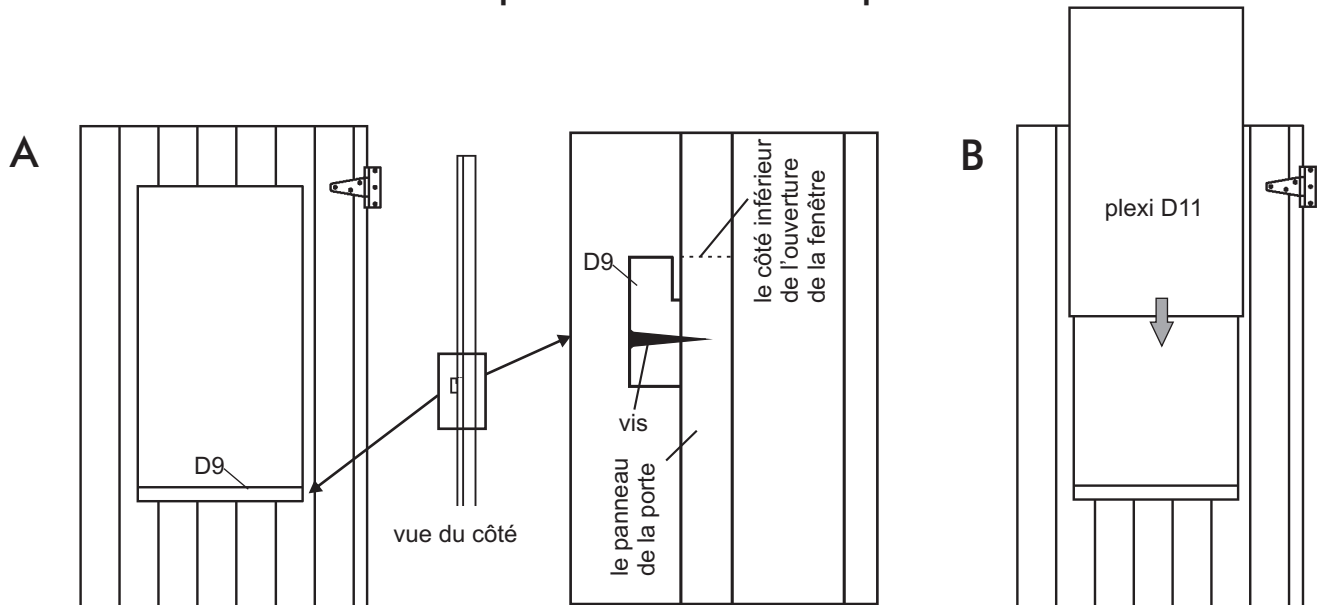 A
D9
vue du côté
D9
vis
le panneau
de la porte
le côté inférieur
de l'ouverture
de la fenêtre
B
plexi D11